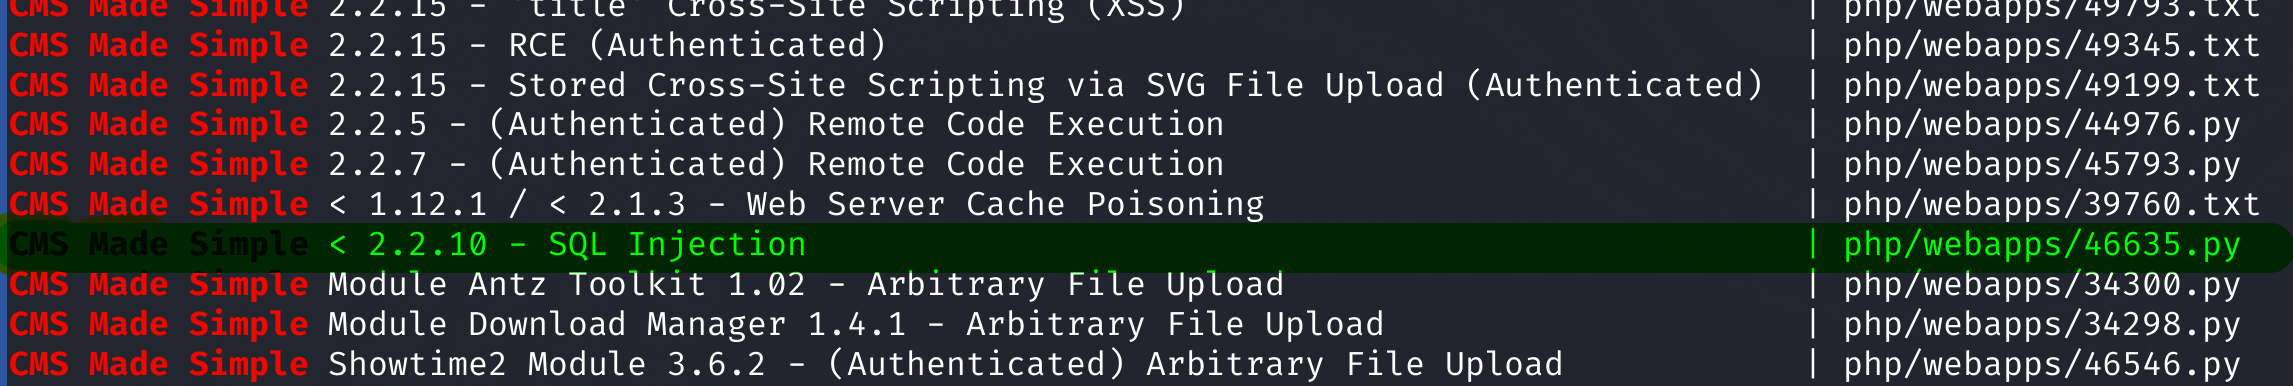 CMS Made Simple 2.2.15 - 'title' Cross-Site Scripting (XSS) | php/webapps/49793.txt
CMS Made Simple 2.2.15 - RCE (Authenticated) | php/webapps/49345.txt
CMS Made Simple 2.2.15 - Stored Cross-Site Scripting via SVG File Upload (Authenticated) | php/webapps/49199.txt
CMS Made Simple 2.2.5 - (Authenticated) Remote Code Execution | php/webapps/44976.py
CMS Made Simple 2.2.7 - (Authenticated) Remote Code Execution | php/webapps/45793.py
CMS Made Simple < 1.12.1 / < 2.1.3 - Web Server Cache Poisoning | php/webapps/39760.txt
CMS Made Simple < 2.2.10 - SQL Injection | php/webapps/46635.py
CMS Made Simple Module Antz Toolkit 1.02 - Arbitrary File Upload | php/webapps/34300.py
CMS Made Simple Module Download Manager 1.4.1 - Arbitrary File Upload | php/webapps/34298.py
CMS Made Simple Showtime2 Module 3.6.2 - (Authenticated) Arbitrary File Upload | php/webapps/46546.py